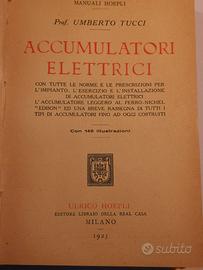 MANUALI HOEPLI
Prof. UMBERTO TUCCI
ACCUMULATORI
ELETTRICI
CON TUTTE LE NORME E LE PRESCRIZIONI PER
L'IMPIANTO, L'ESERCIZIO E L'INSTALLAZIONE
DI ACCUMULATORI ELETTRICI
L'ACCUMULATORE LEGGERO AL FERRO-NICHEL
"EDISON" ED UNA BREVE RASSEGNA DI TUTTI I
TIPI DI ACCUMULATORI FINO AD OGGI COSTRUITI
Con 146 illustrazioni
ULRICO HOEPLI
EDITORE LIBRAIO DELLA REAL CASA
MILANO
1923
subito